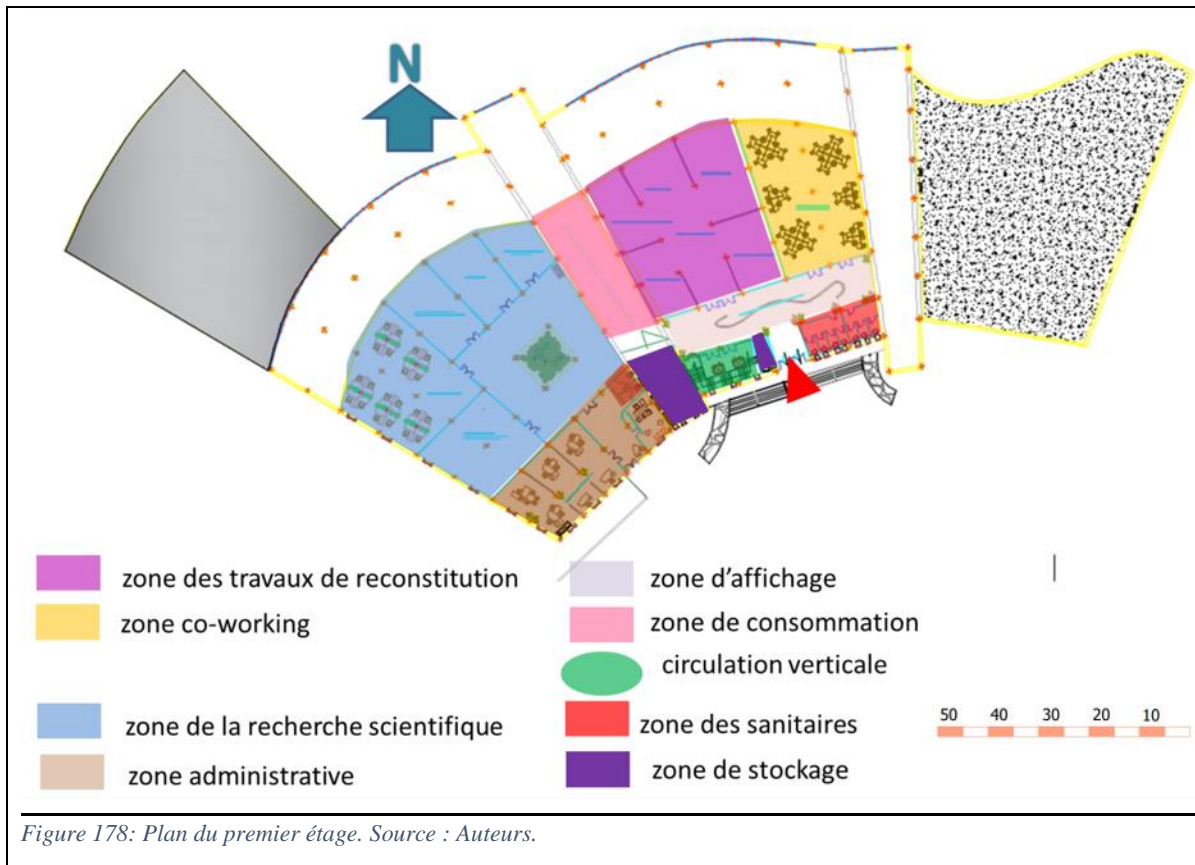 N
zone des travaux de reconstitution
zone co-working
zone de la recherche scientifique
zone administrative
zone d'affichage
zone de consommation
circulation verticale
zone des sanitaires
zone de stockage
50 40 30 20 10
Figure 178: Plan du premier étage. Source : Auteurs.